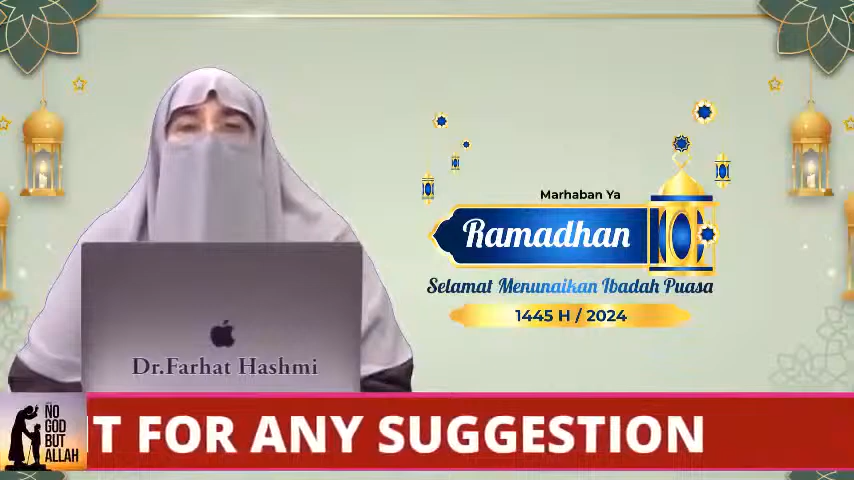 Marhaban Ya
Ramadhan
Selamat Menunaikan Ibadah Puasa
1445 H / 2024
Dr.Farhat Hashmi
NO
GOD
BUT
ALLAH
T FOR ANY SUGGESTION